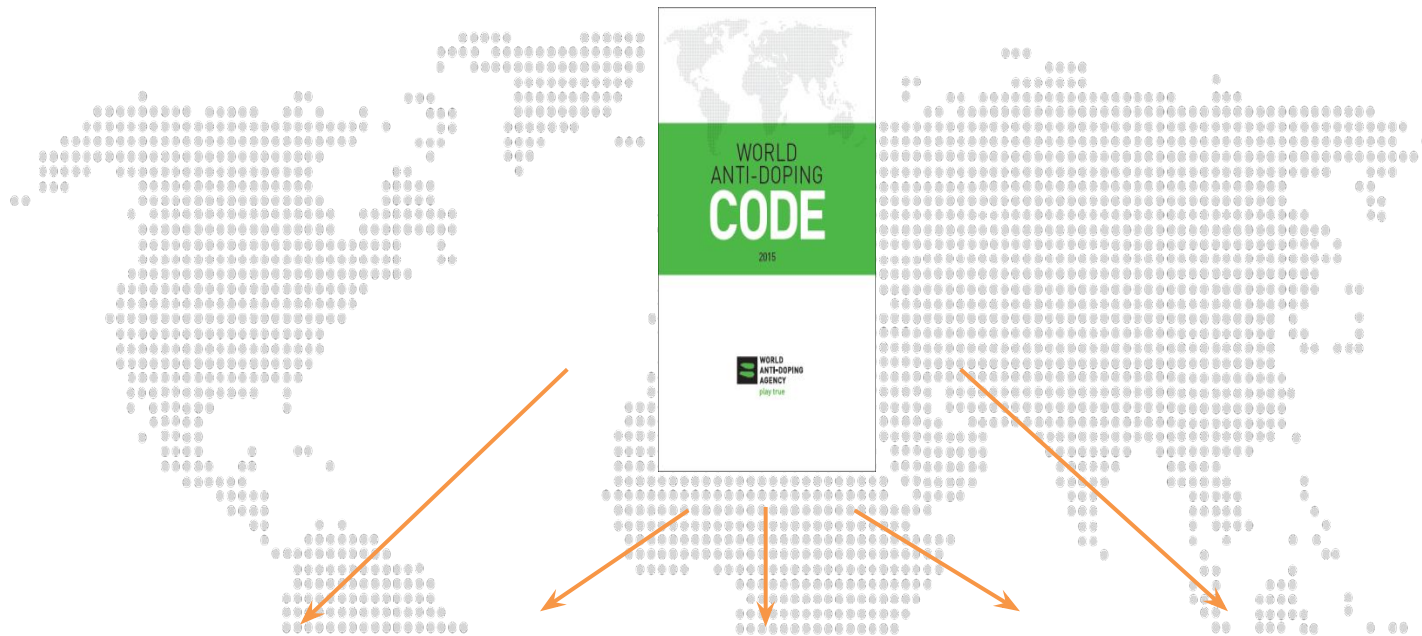 WORLD
ANTI-DOPING
CODE
2015
WORLD
ANTI-DOPING
AGENCY
play true